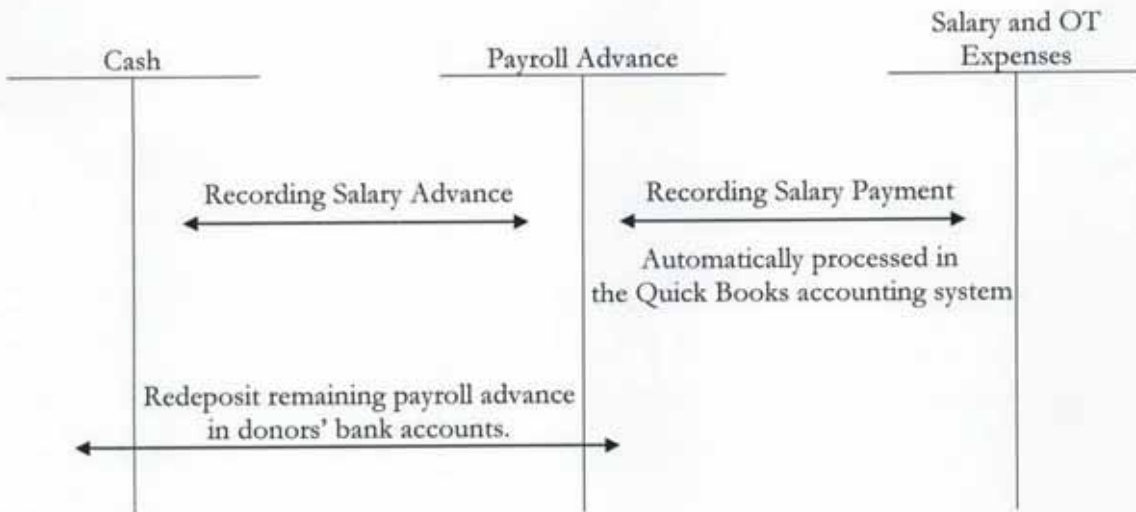 Cash
Payroll Advance
Salary and OT
Expenses
Recording Salary Advance
Recording Salary Payment
Automatically processed in
the Quick Books accounting system
Redeposit remaining payroll advance
in donors' bank accounts.